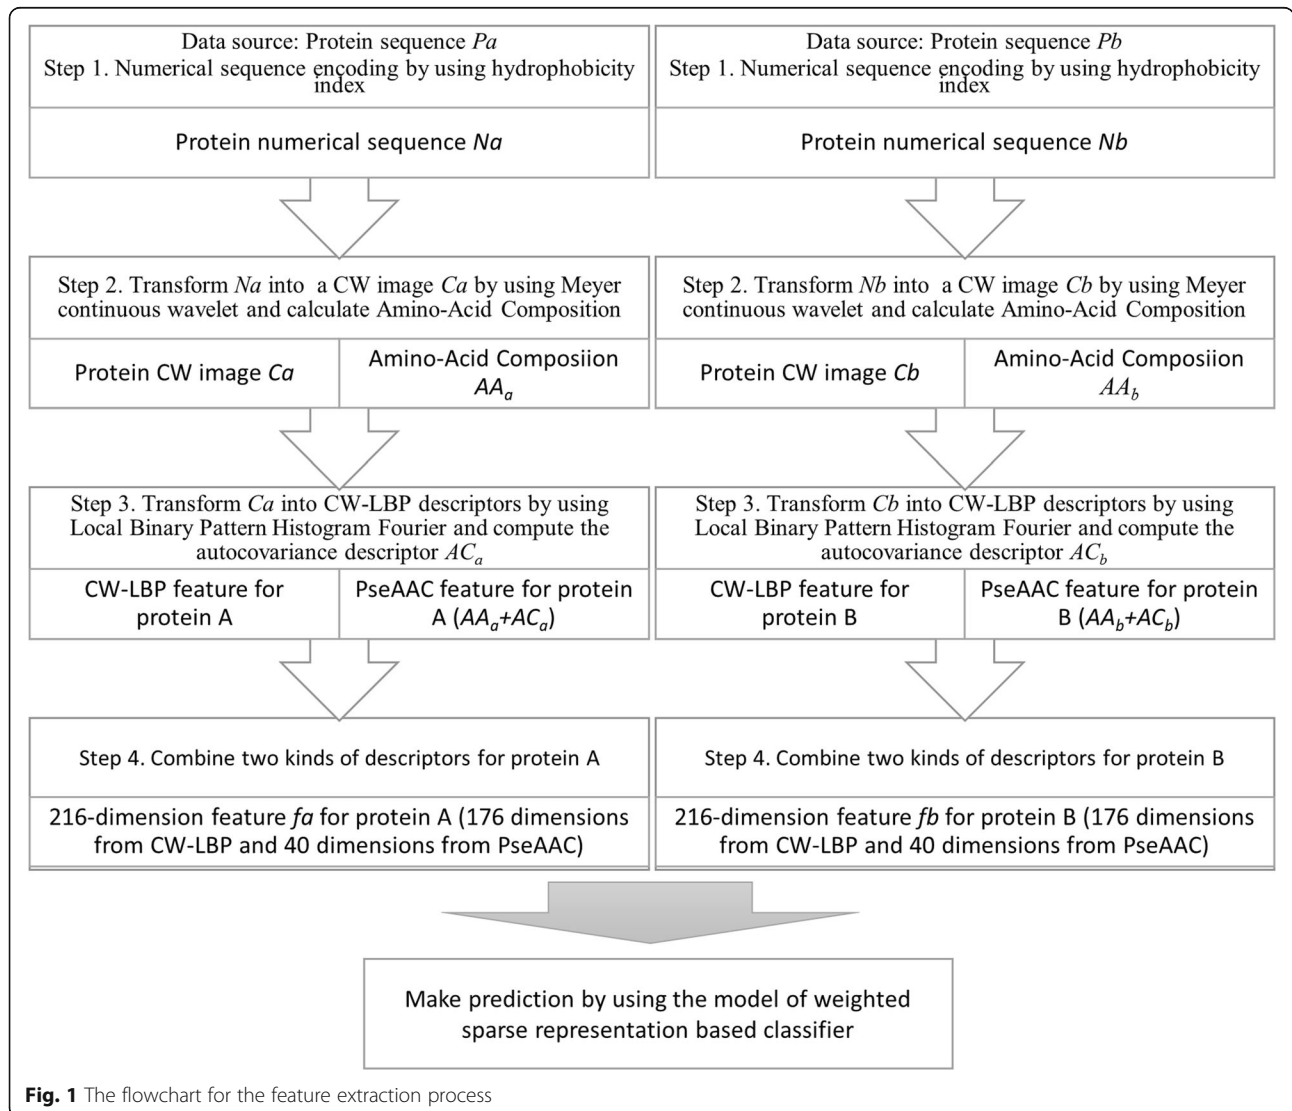 Data source: Protein sequence Pa
Step 1. Numerical sequence encoding by using hydrophobicity
index
Protein numerical sequence Na
Step 2. Transform Na into a CW image Ca by using Meyer
continuous wavelet and calculate Amino-Acid Composition
Protein CW image Ca
Amino-Acid Composiion
AAa
Step 3. Transform Ca into CW-LBP descriptors by using
Local Binary Pattern Histogram Fourier and compute the
autocovariance descriptor ACa
CW-LBP feature for
protein A
PseAAC feature for protein
A (AAa+ACa)
Step 4. Combine two kinds of descriptors for protein A
216-dimension feature fa for protein A (176 dimensions
from CW-LBP and 40 dimensions from PseAAC)
Data source: Protein sequence Pb
Step 1. Numerical sequence encoding by using hydrophobicity
index
Protein numerical sequence Nb
Step 2. Transform Nb into a CW image Cb by using Meyer
continuous wavelet and calculate Amino-Acid Composition
Protein CW image Cb
Amino-Acid Composiion
AAb
Step 3. Transform Cb into CW-LBP descriptors by using
Local Binary Pattern Histogram Fourier and compute the
autocovariance descriptor ACb
CW-LBP feature for
protein B
PseAAC feature for protein
B (AAb+ACb)
Step 4. Combine two kinds of descriptors for protein B
216-dimension feature fb for protein B (176 dimensions
from CW-LBP and 40 dimensions from PseAAC)
Make prediction by using the model of weighted
sparse representation based classifier
Fig. 1 The flowchart for the feature extraction process